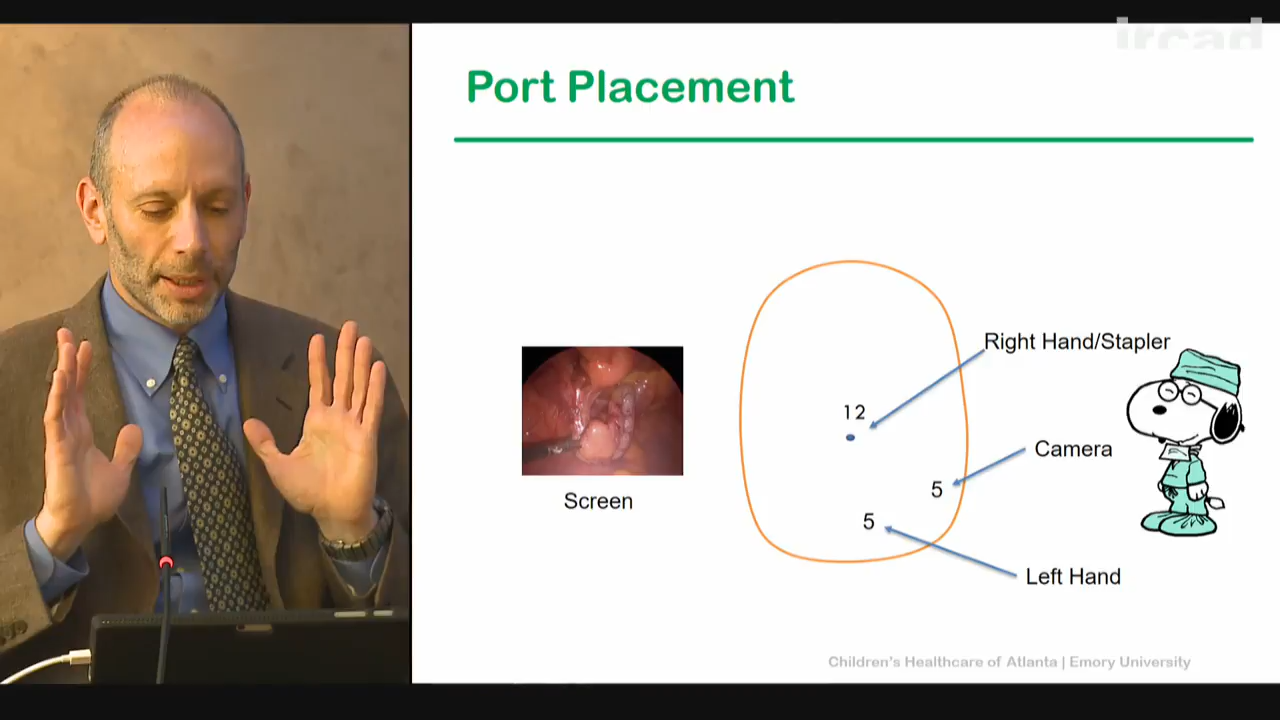 ircad
Port Placement
Right Hand/Stapler
12
Camera
5
5
Screen
Left Hand
Children's Healthcare of Atlanta | Emory University